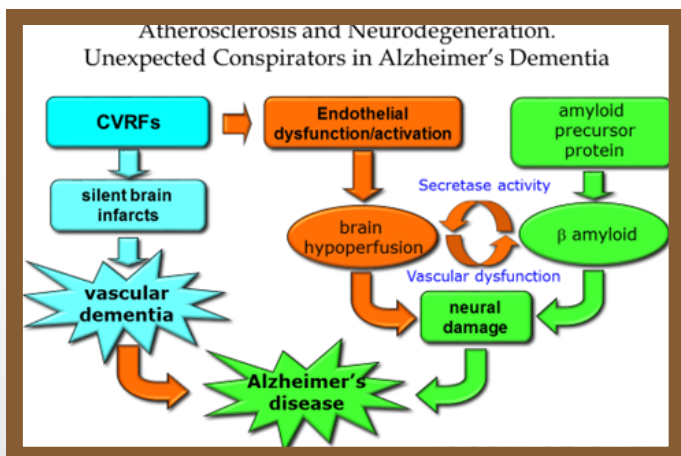 Atherosclerosis and Neurodegeneration.
Unexpected Conspirators in Alzheimer's Dementia
CVRFs
Endothelial
dysfunction/activation
amyloid
precursor
protein
silent brain
infarcts
Secretase activity
brain
hypoperfusion
β amyloid
Vascular dysfunction
vascular
dementia
neural
damage
Alzheimer's
disease